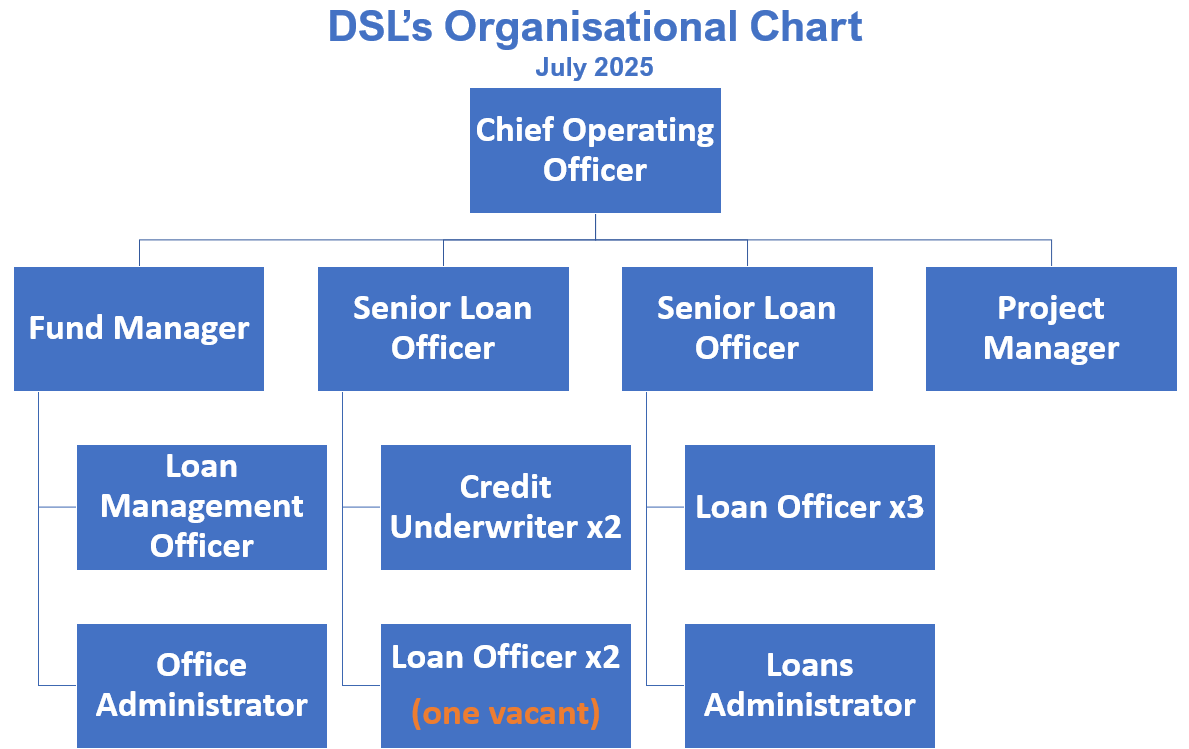 DSL’s Organisational Chart
July 2025
Chief Operating
Officer
Fund Manager
Senior Loan
Officer
Senior Loan
Officer
Project
Manager
Loan
Management
Officer
Credit
Underwriter x2
Loan Officer x3
Office
Administrator
Loan Officer x2
(one vacant)
Loans
Administrator